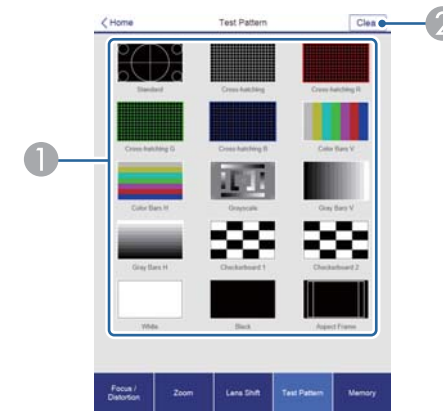 Home Test Pattern Clea
2
Standard Cross-hatching Cross-hatching R
1
Cross-hatching G Cross-hatching B Color Bars V
Color Bars H Grayscale Gray Bars V
Gray Bars H Checkerboard 1 Checkerboard 2
White Black Aspect Frame
Focus / Distortion Zoom Lens Shift Test Pattern Memory